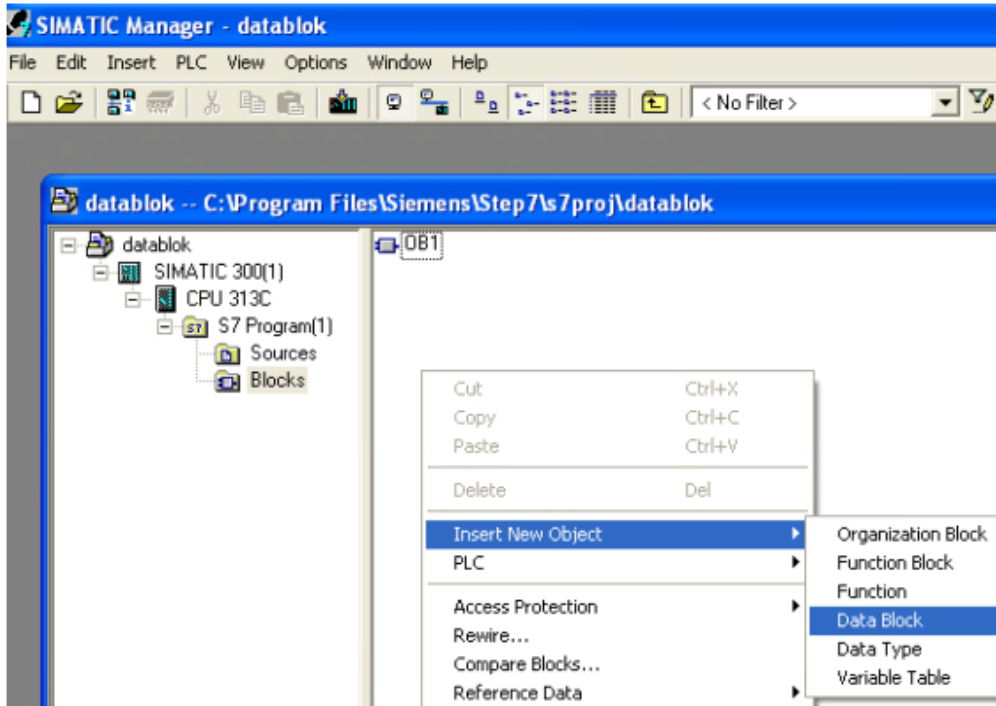 SIMATIC Manager - datablok
File Edit Insert PLC View Options Window Help
< No Filter >
datablok -- C:\Program Files\Siemens\Step7\s7proj\datablok
datablok
SIMATIC 300(1)
CPU 313C
S7 Program(1)
Sources
Blocks
OB1
Cut Ctrl+X
Copy Ctrl+C
Paste Ctrl+V
Delete Del
Insert New Object
PLC
Access Protection
Rewire...
Compare Blocks...
Reference Data
Organization Block
Function Block
Function
Data Block
Data Type
Variable Table